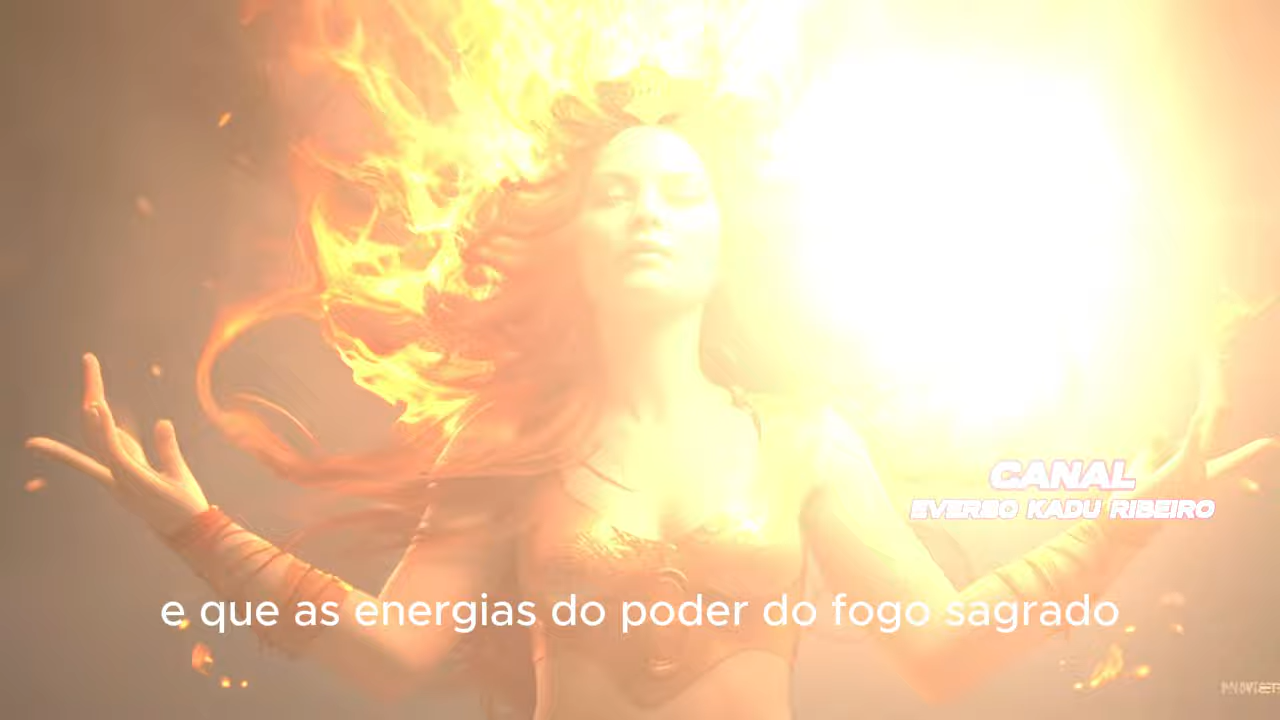 CANAL
EVERSO KADU RIBEIRO
e que as energias do poder do fogo sagrado